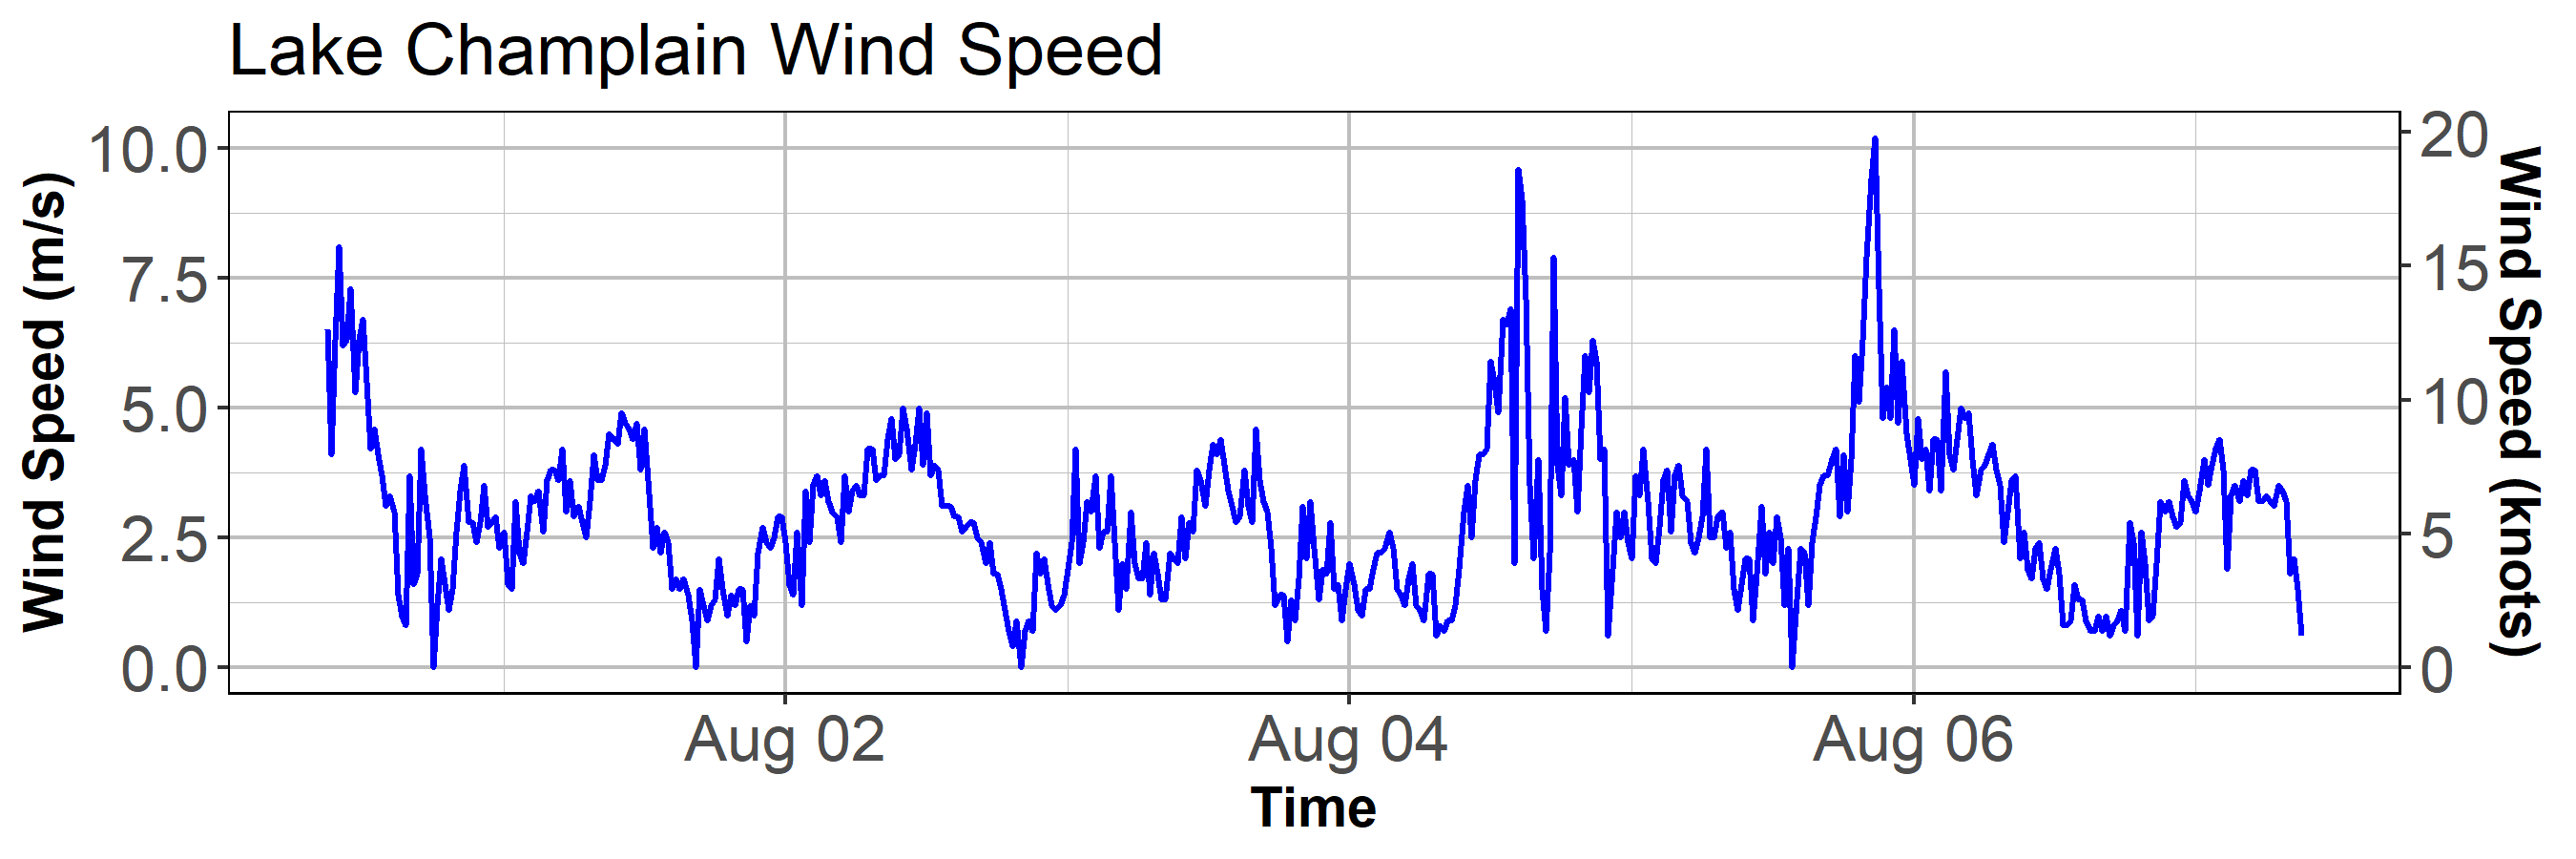 Lake Champlain Wind Speed
Wind Speed (m/s)
10.0
7.5
5.0
2.5
0.0
20
15
10
5
0
Wind Speed (knots)
Aug 02
Aug 04
Aug 06
Time